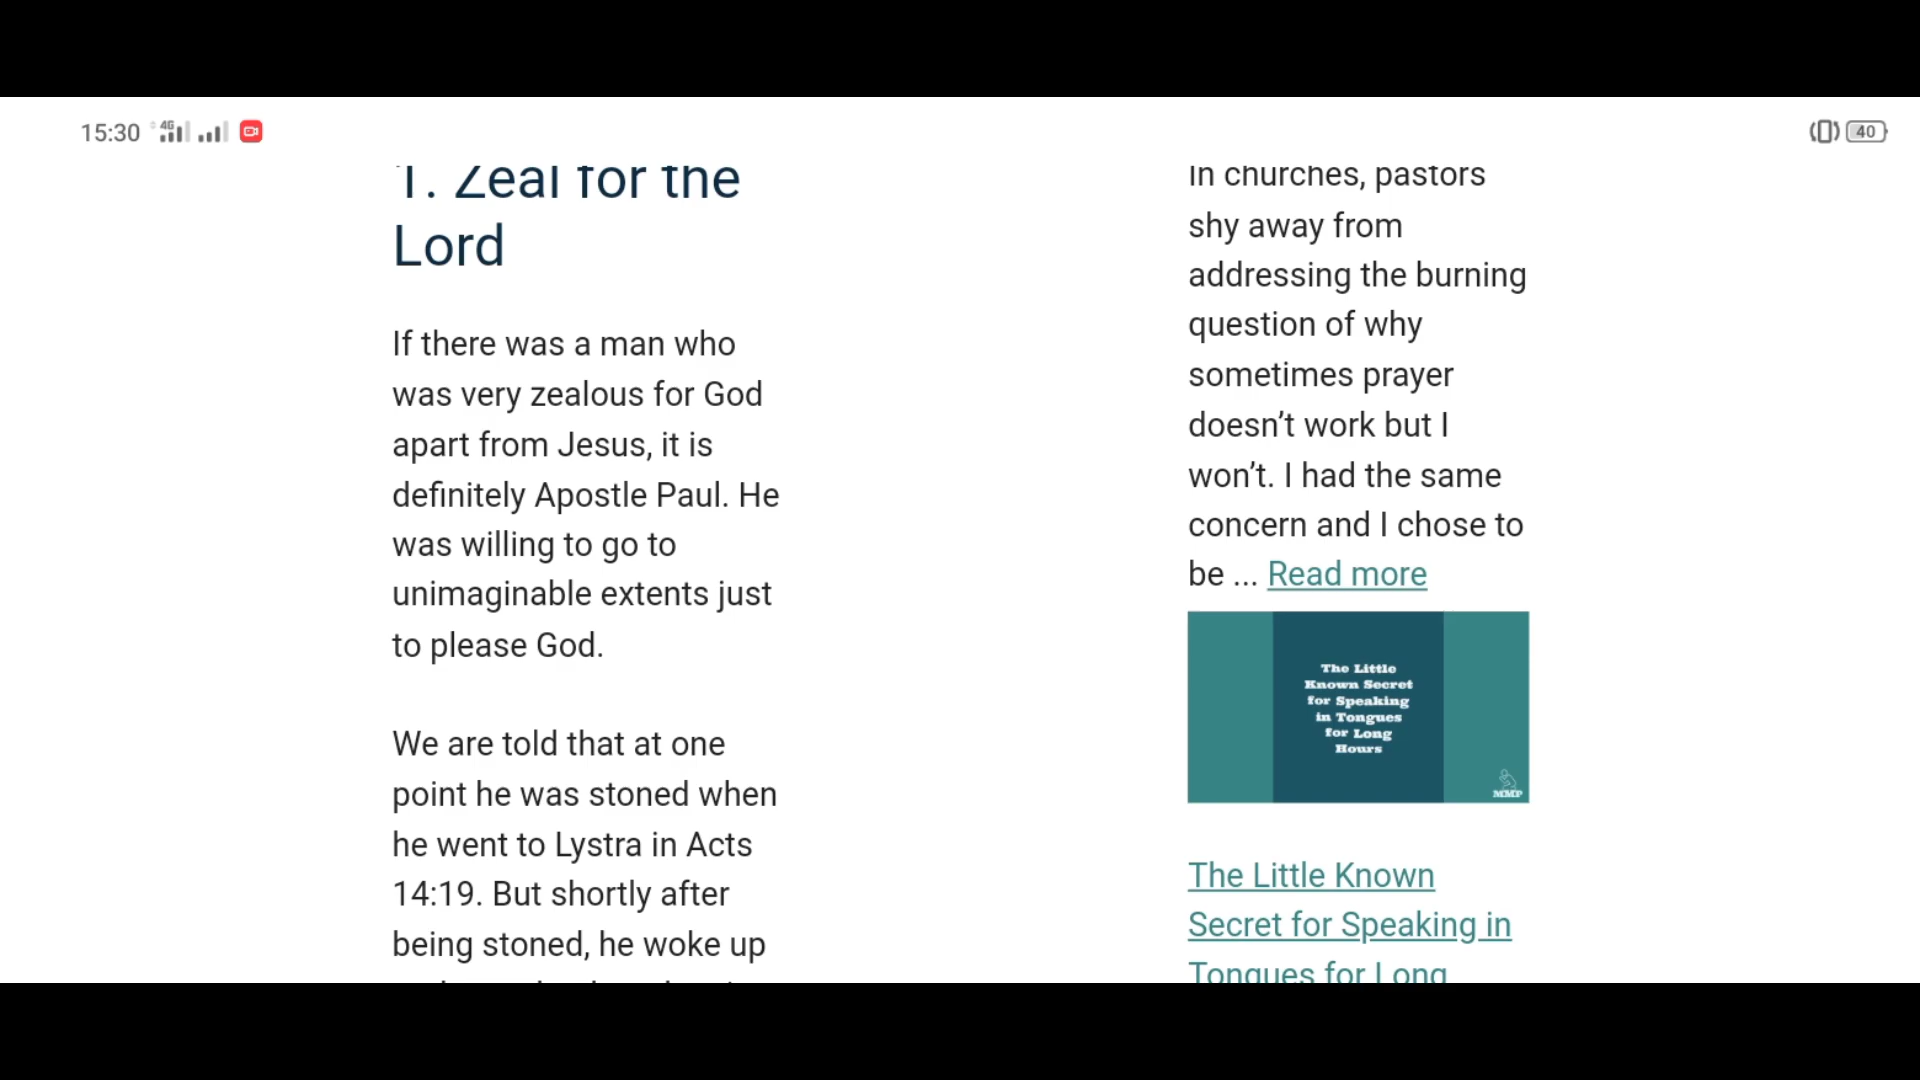 15:30
4G
40
1. Zeal for the
Lord
If there was a man who
was very zealous for God
apart from Jesus, it is
definitely Apostle Paul. He
was willing to go to
unimaginable extents just
to please God.
We are told that at one
point he was stoned when
he went to Lystra in Acts
14:19. But shortly after
being stoned, he woke up
In churches, pastors
shy away from
addressing the burning
question of why
sometimes prayer
doesn’t work but I
won’t. I had the same
concern and I chose to
be ... Read more
The Little
Known Secret
for Speaking
in Tongues
for Long
Hours
MMP
The Little Known
Secret for Speaking in
Tongues for Long